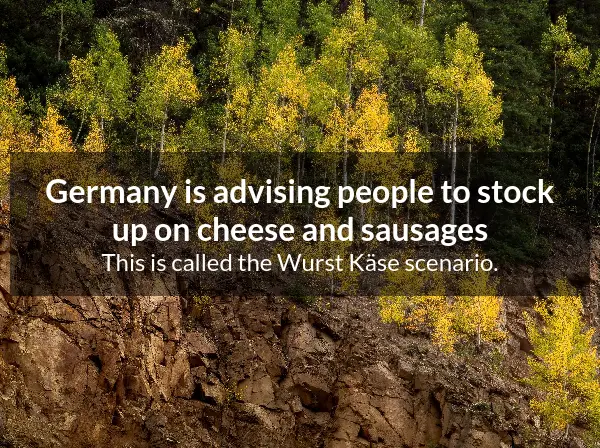 Germany is advising people to stock
up on cheese and sausages
This is called the Wurst Käse scenario.